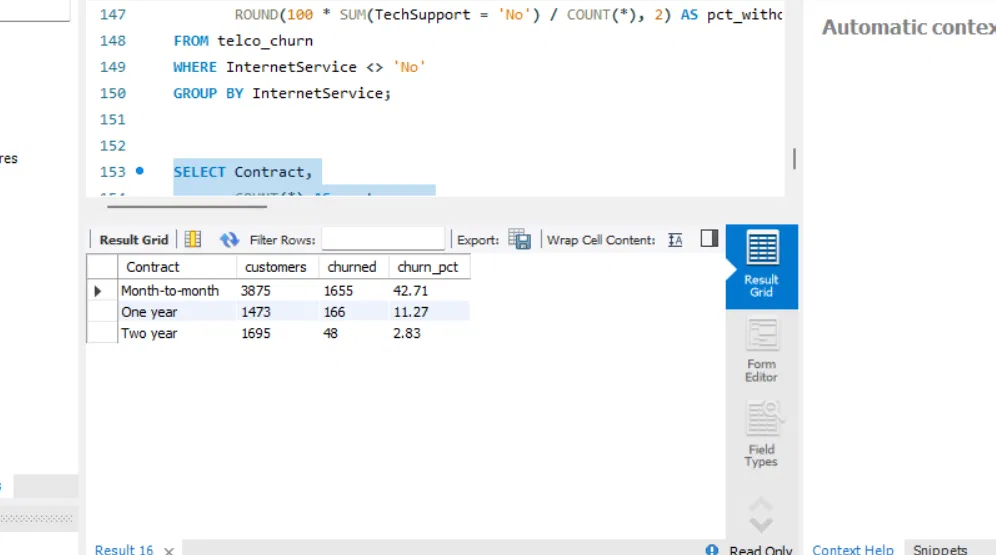 147 ROUND(100 * SUM(TechSupport = 'No') / COUNT(*), 2) AS
148 FROM telco_churn
149 WHERE InternetService <> 'No'
150 GROUP BY InternetService;
151
152
153 SELECT Contract,
Automatic
Result Grid Filter Rows: Export: Wrap Cell Content:
Contract customers churned churn_pct
Month-to-month 3875 1655 42.71
One year 1473 166 11.27
Two year 1695 48 2.83
Result Grid
Form Editor
Field Types
Result 16
Read Only
Context Help Snippets